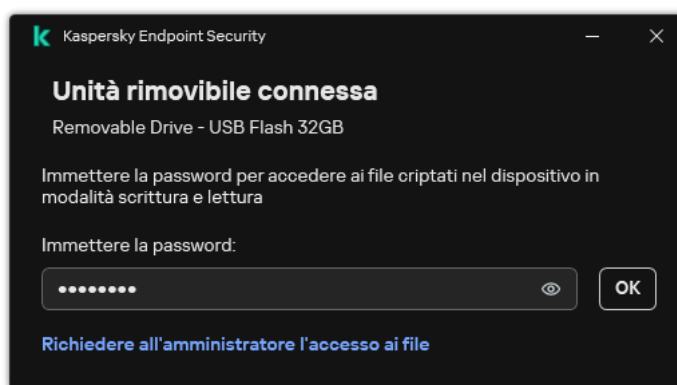 Kaspersky Endpoint Security
Unità rimovibile connessa
Removable Drive - USB Flash 32GB
Immettere la password per accedere ai file criptati nel dispositivo in
modalità scrittura e lettura
Immettere la password:
••••••••
OK
Richiedere all'amministratore l'accesso ai file